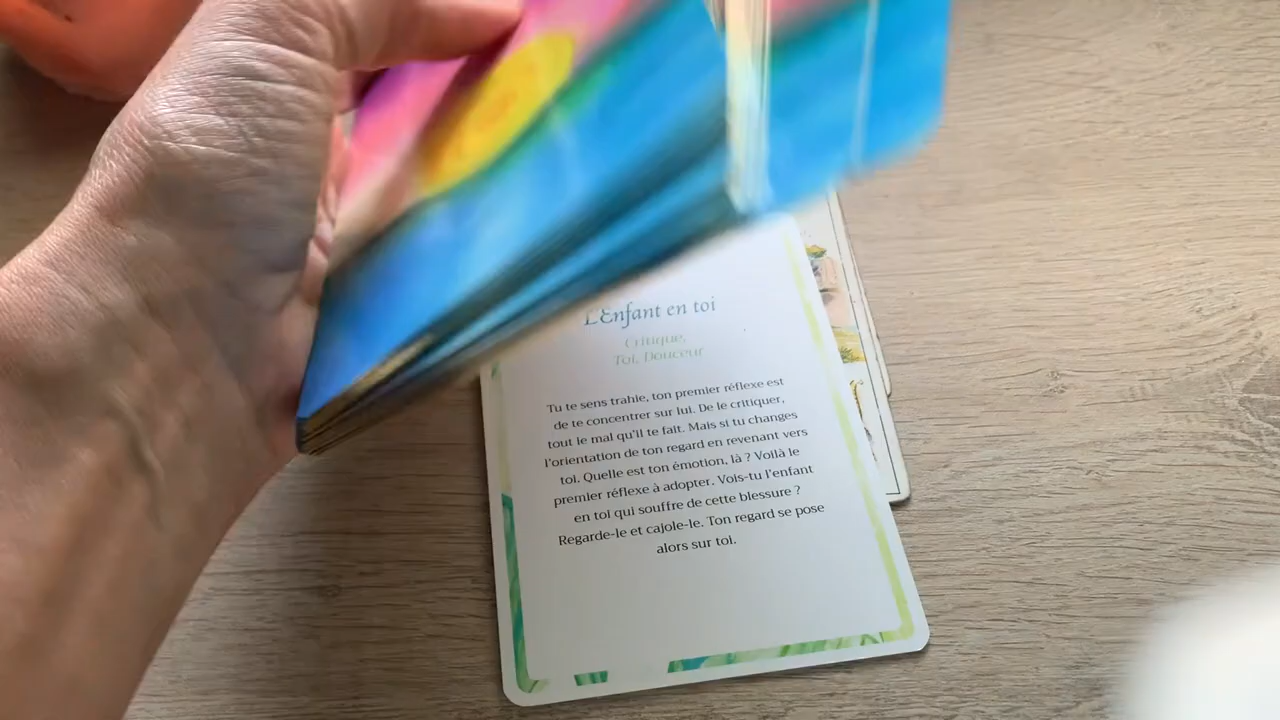 L'Enfant en toi
Critique,
Toi, Douceur
Tu te sens trahie, ton premier réflexe est
de te concentrer sur lui. De le critiquer,
tout le mal qu'il te fait. Mais si tu changes
l'orientation de ton regard en revenant vers
toi. Quelle est ton émotion, là ? Voilà le
premier réflexe à adopter. Vois-tu l'enfant
en toi qui souffre de cette blessure ?
Regarde-le et cajole-le. Ton regard se pose
alors sur toi.